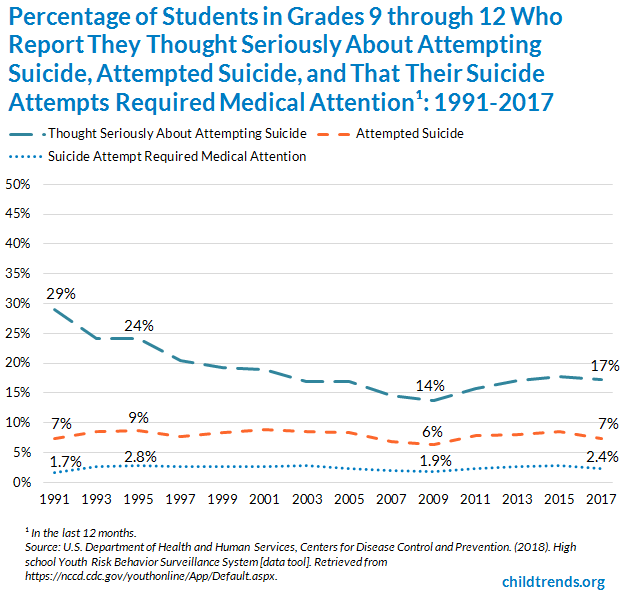 Percentage of Students in Grades 9 through 12 Who
Report They Thought Seriously About Attempting
Suicide, Attempted Suicide, and That Their Suicide
Attempts Required Medical Attention¹: 1991-2017
Thought Seriously About Attempting Suicide
Attempted Suicide
Suicide Attempt Required Medical Attention
50%
45%
40%
35%
30%
25%
20%
15%
10%
5%
0%
29%
24%
14%
17%
7%
9%
6%
7%
1.7%
2.8%
1.9%
2.4%
1991 1993 1995 1997 1999 2001 2003 2005 2007 2009 2011 2013 2015 2017
¹ In the last 12 months.
Source: U.S. Department of Health and Human Services, Centers for Disease Control and Prevention. (2018). High
school Youth Risk Behavior Surveillance System [data tool]. Retrieved from
https://nccd.cdc.gov/youthonline/App/Default.aspx.
childtrends.org